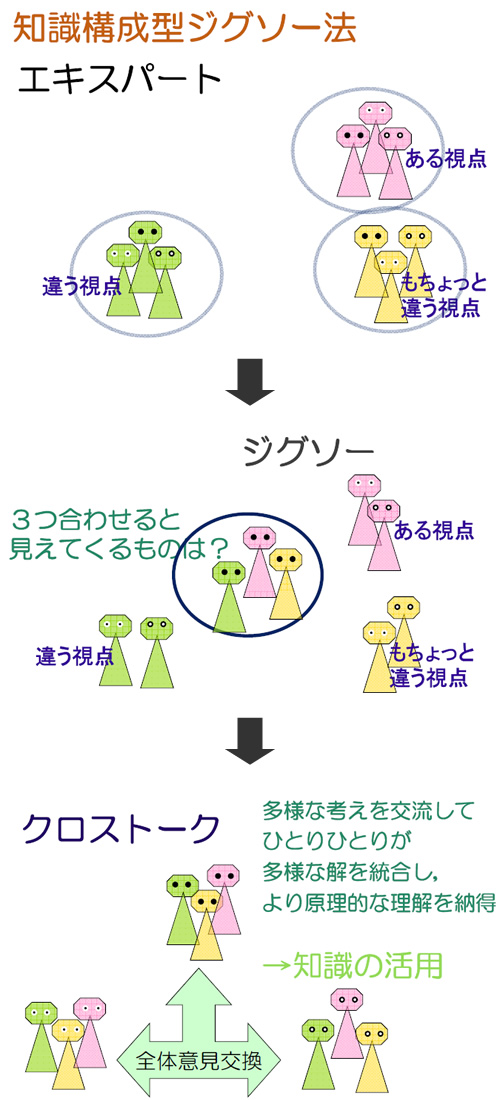 知識構成型ジグソー法
エキスパート
ある視点
違う視点
もちょっと
違う視点
ジグソー
３つ合わせると
見えてくるものは？
ある視点
違う視点
もちょっと
違う視点
クロストーク
多様な考えを交流して
ひとりひとりが
多様な解を統合し，
より原理的な理解を納得
→知識の活用
全体意見交換